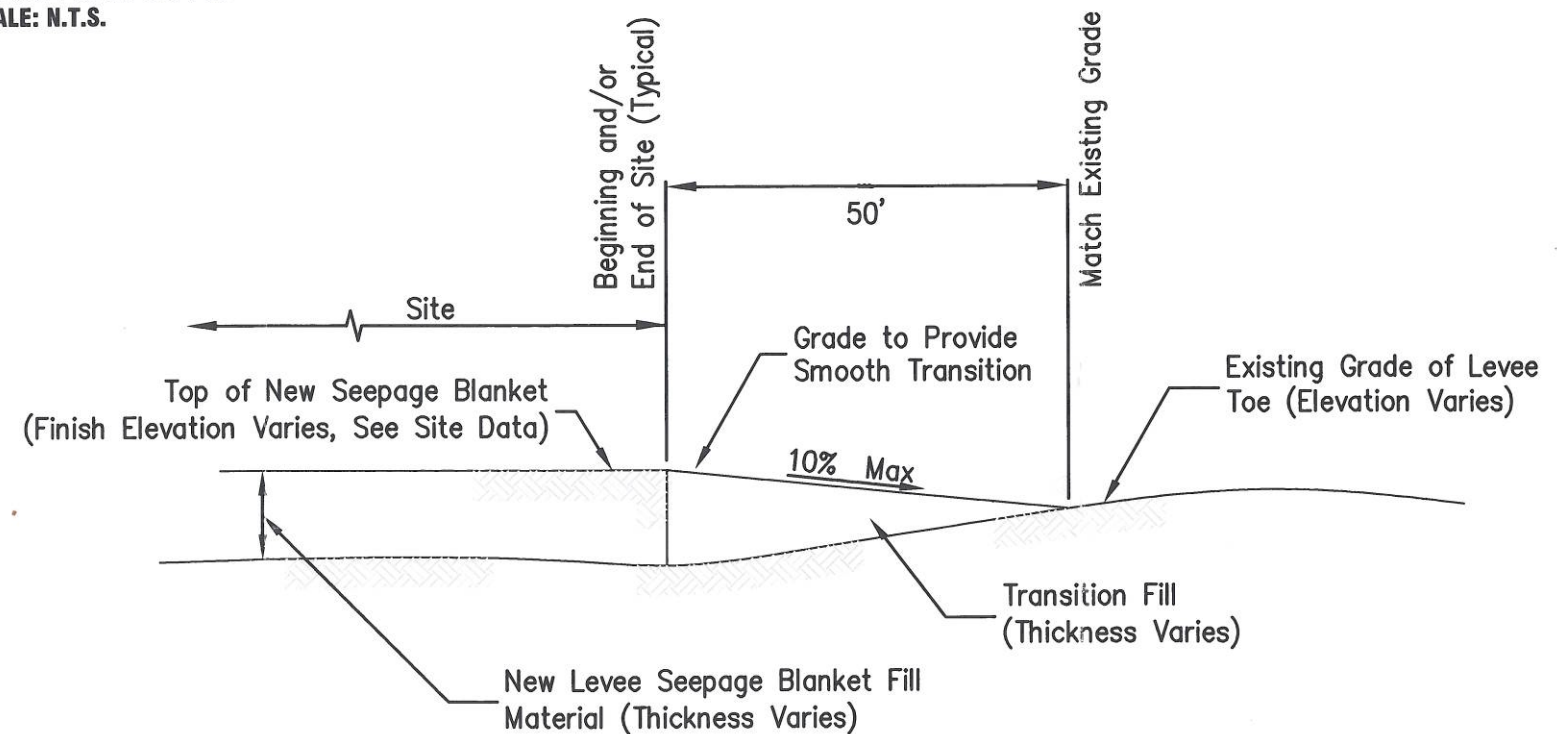 ALE: N.T.S.
Beginning and/or
End of Site (Typical)
Match Existing Grade
50'
Site
Grade to Provide
Smooth Transition
Top of New Seepage Blanket
(Finish Elevation Varies, See Site Data)
Existing Grade of Levee
Toe (Elevation Varies)
10% Max
Transition Fill
(Thickness Varies)
New Levee Seepage Blanket Fill
Material (Thickness Varies)